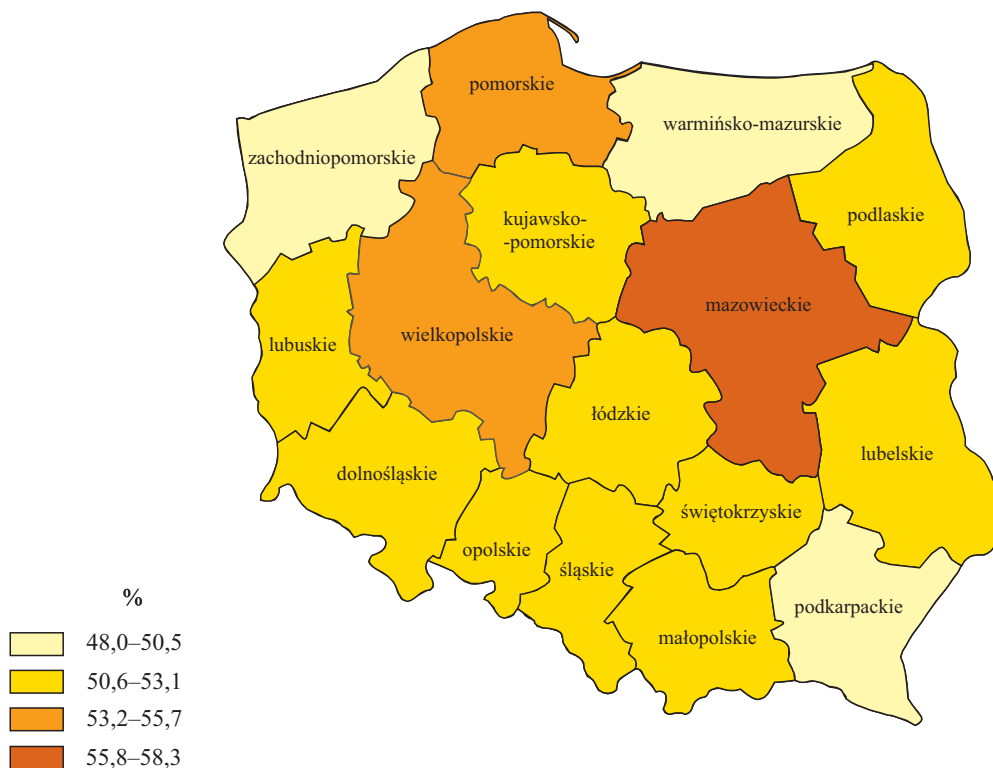 pomorskie
warmińsko-mazurskie
zachodniopomorskie
podlaskie
kujawsko-
-pomorskie
mazowieckie
wielkopolskie
lubuskie
łódzkie
lubelskie
dolnośląskie
świętokrzyskie
opolskie
śląskie
podkarpackie
małopolskie
%
48,0–50,5
50,6–53,1
53,2–55,7
55,8–58,3